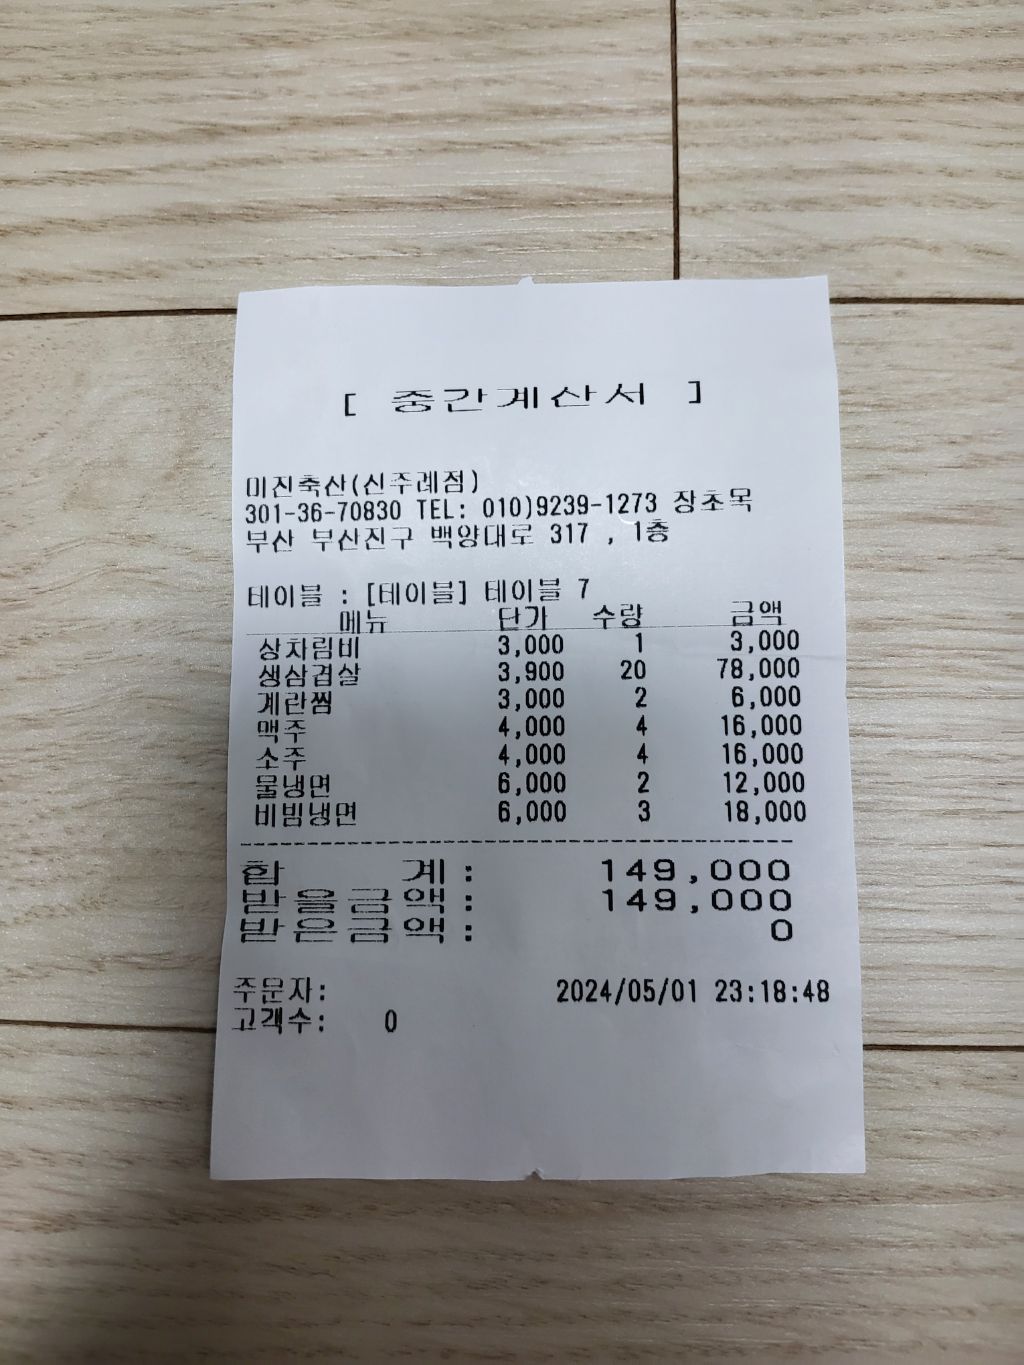 [ 중간계산서 ]
미진축산(신주례점)
301-36-70830 TEL: 010)9239-1273 장초목
부산 부산진구 백양대로 317 , 1층
테이블 : [테이블] 테이블 7
메뉴 단가 수량 금액
상차림비 3,000 1 3,000
생삼겹살 3,900 20 78,000
계란찜 3,000 2 6,000
맥주 4,000 4 16,000
소주 4,000 4 16,000
물냉면 6,000 2 12,000
비빔냉면 6,000 3 18,000
합 계 : 149,000
받을금액 : 149,000
받은금액 : 0
주문자: 2024/05/01 23:18:48
고객수: 0